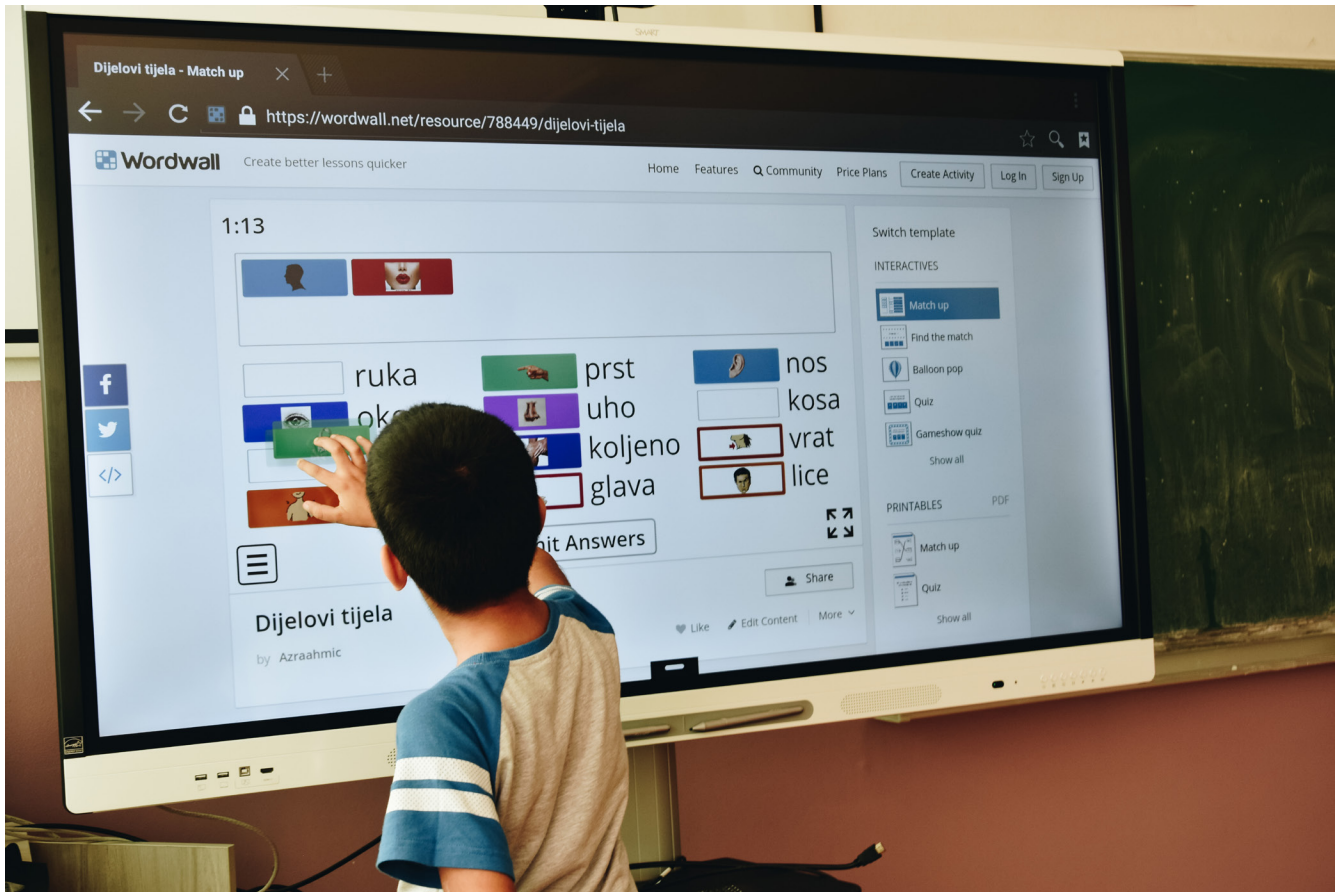 SMART
Dijelovi tijela - Match up
https://wordwall.net/resource/788449/dijelovi-tijela
Wordwall Create better lessons quicker Home Features Community Price Plans Create Activity Log In Sign Up
1:13
Switch template
INTERACTIVES
Match up
Find the match
Balloon pop
Quiz
Gameshow quiz
Show all
PRINTABLES PDF
Match up
Quiz
Show all
ruka prst nos
uho kosa
koljeno vrat
glava lice
Answers
Share
Dijelovi tijela
Like Edit Content More
by Azraahmic